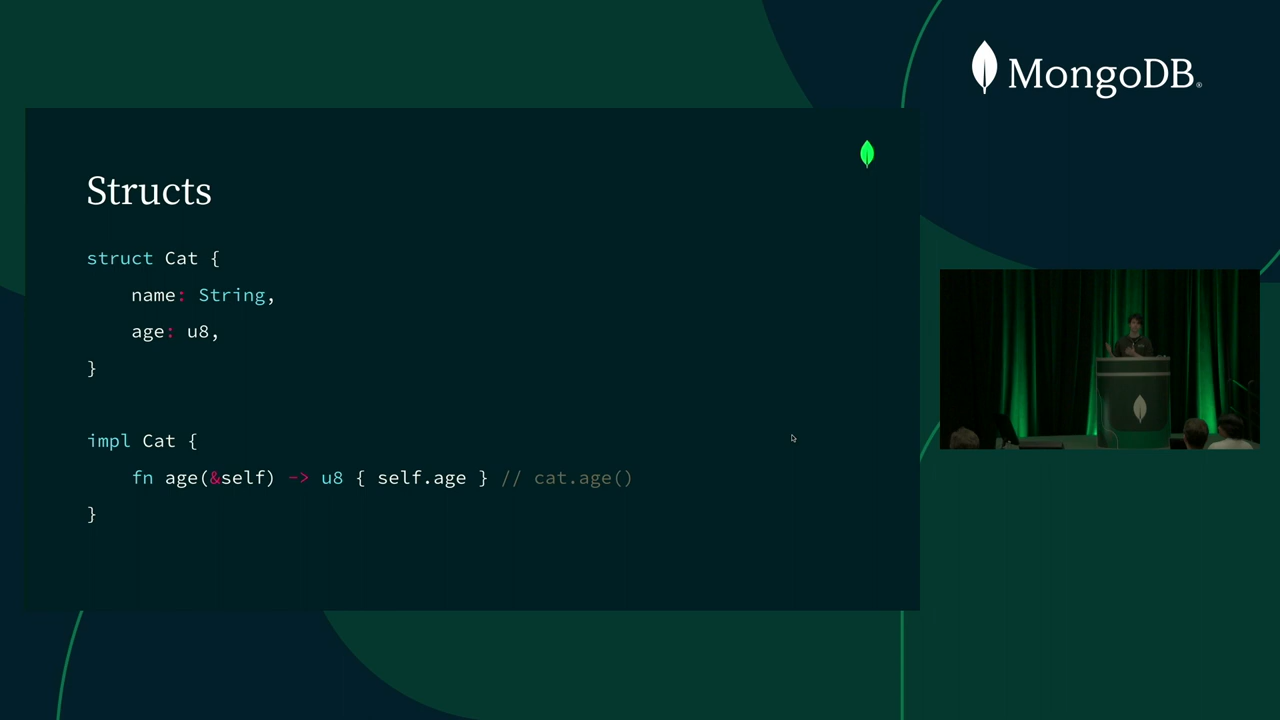 MongoDB®
Structs
struct Cat {
    name: String,
    age: u8,
}
impl Cat {
    fn age(&self) -> u8 { self.age } // cat.age()
}